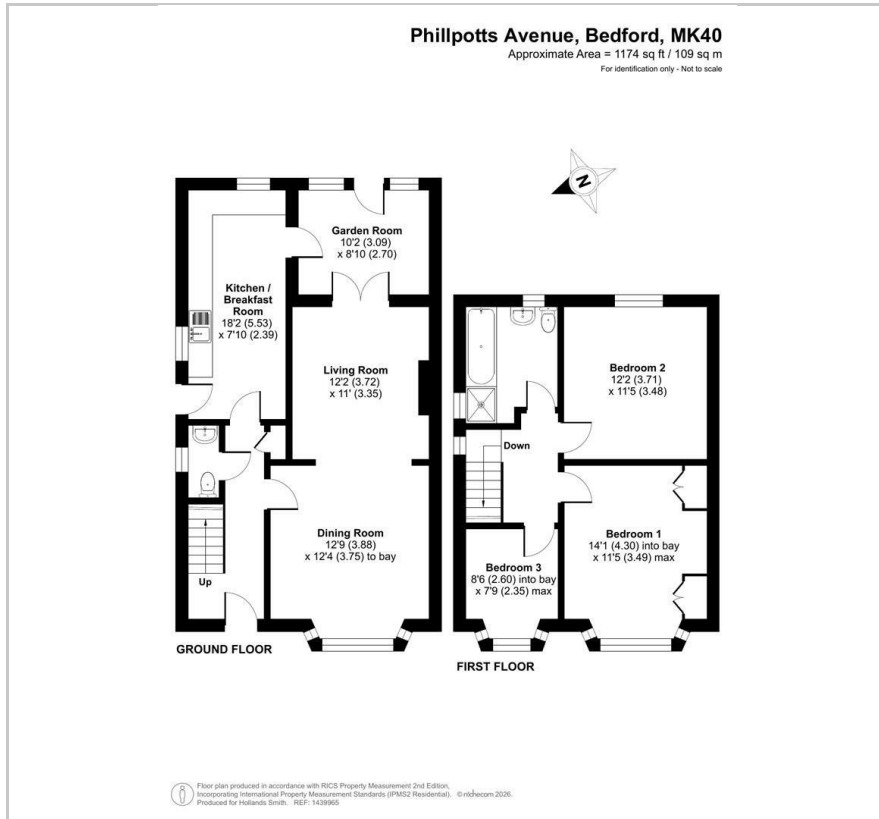 Phillpotts Avenue, Bedford, MK40
Approximate Area = 1174 sq ft / 109 sq m
For identification only - Not to scale
N
Garden Room
10'2 (3.09)
x 8'10 (2.70)
Kitchen /
Breakfast
Room
18'2 (5.53)
x 7'10 (2.39)
Living Room
12'2 (3.72)
x 11' (3.35)
Dining Room
12'9 (3.88)
x 12'4 (3.75) to bay
Up
GROUND FLOOR
Bedroom 2
12'2 (3.71)
x 11'5 (3.48)
Down
Bedroom 1
14'1 (4.30) into bay
x 11'5 (3.49) max
Bedroom 3
8'6 (2.60) into bay
x 7'9 (2.35) max
FIRST FLOOR
Floor plan produced in accordance with RICS Property Measurement 2nd Edition,
Incorporating International Property Measurement Standards (IPMS2 Residential). © nichecom 2026.
Produced for Hollands Smith. REF: 1439965